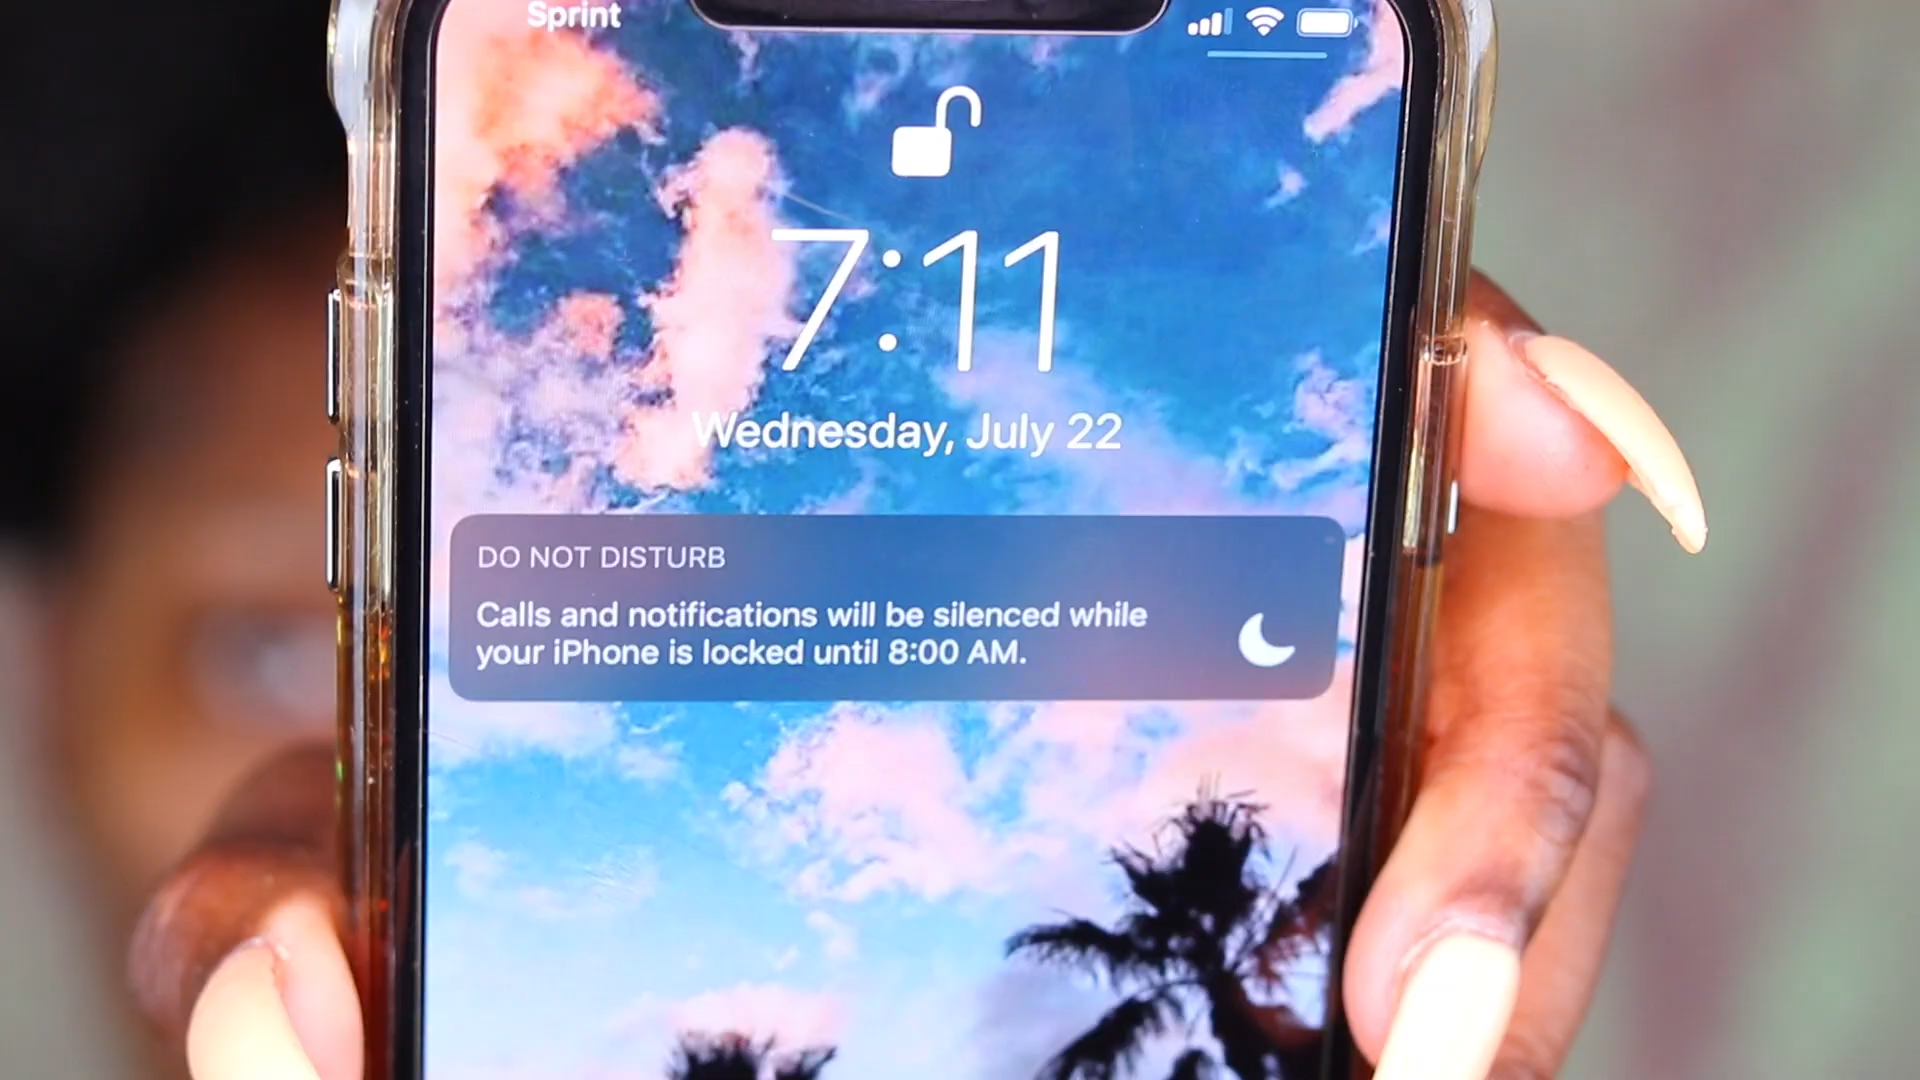 Sprint
7:11
Wednesday, July 22
DO NOT DISTURB
Calls and notifications will be silenced while
your iPhone is locked until 8:00 AM.